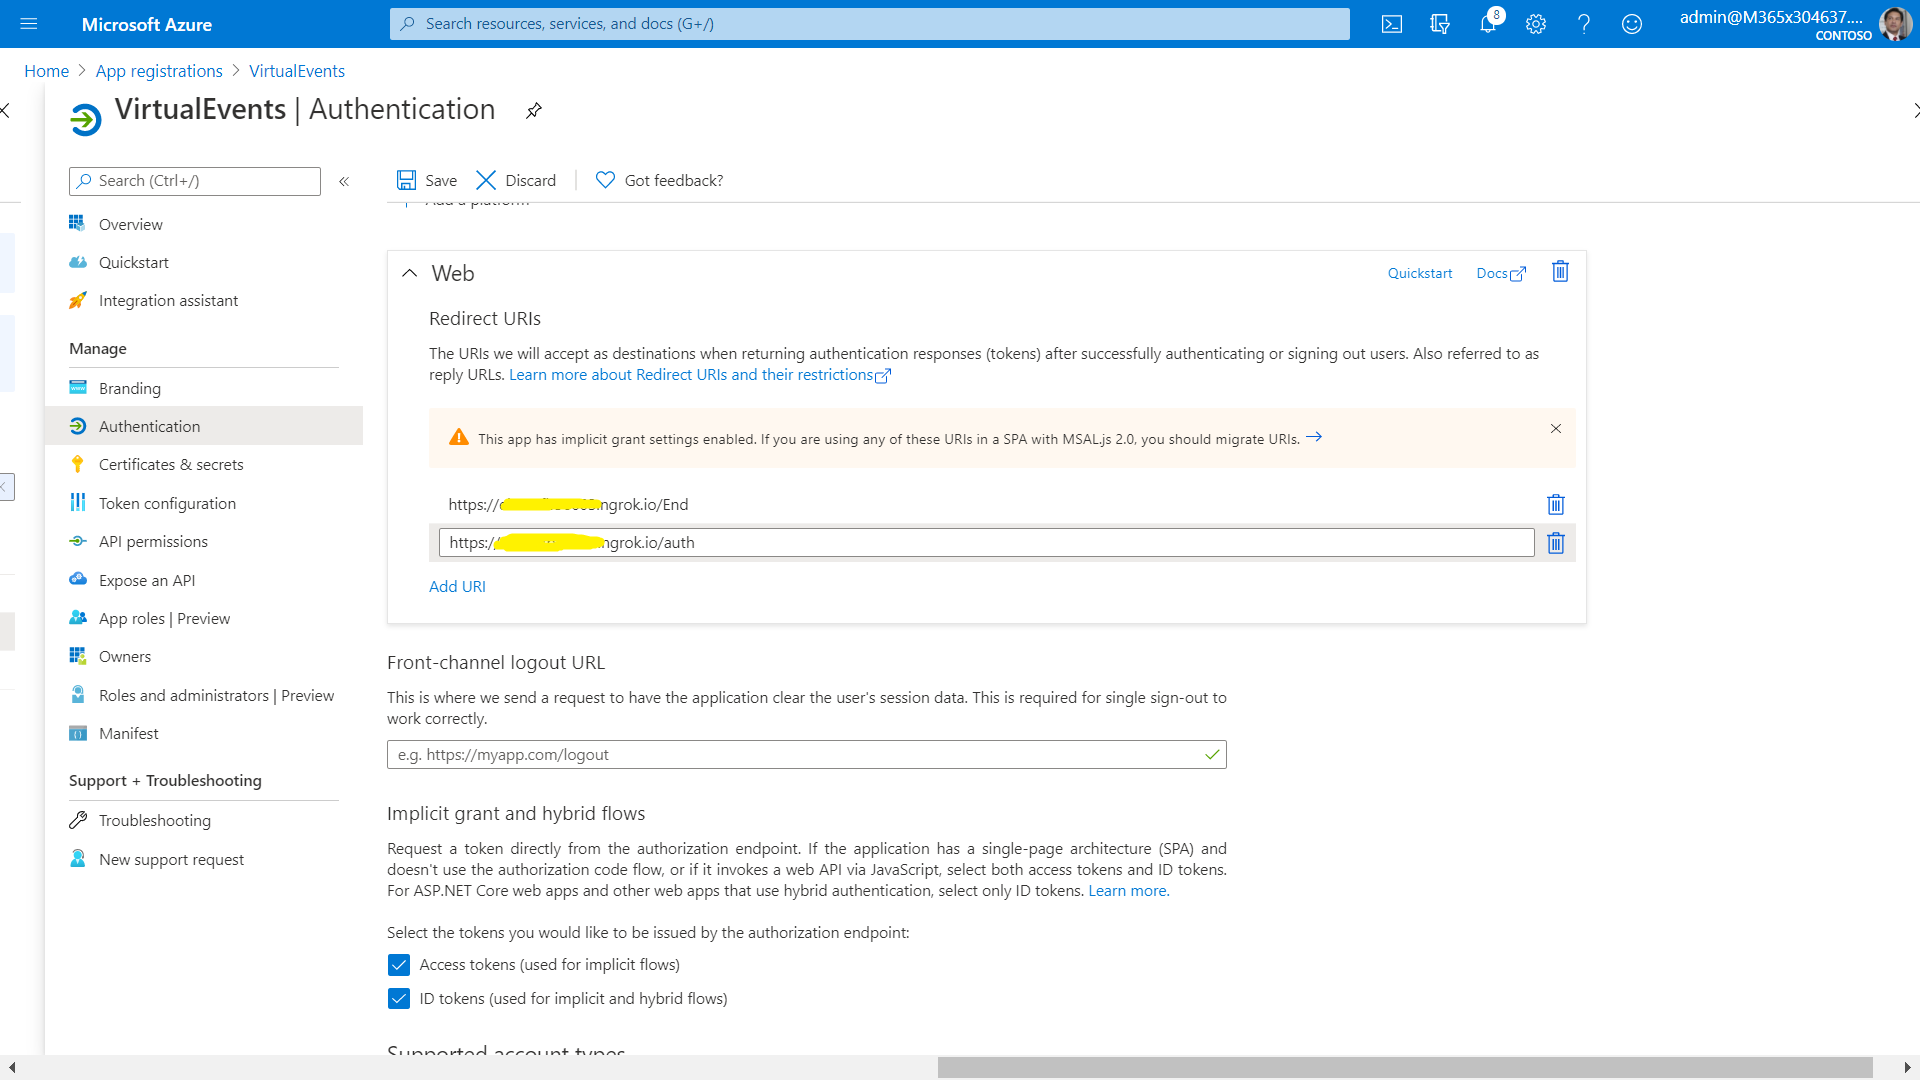 Microsoft Azure
Search resources, services, and docs (G+/)
8
admin@M365x304637....
CONTOSO
Home > App registrations > VirtualEvents
VirtualEvents | Authentication
Search (Ctrl+/)
«
Save
Discard
Got feedback?
Add a platform
Overview
Quickstart
Integration assistant
Manage
Branding
Authentication
Certificates & secrets
Token configuration
API permissions
Expose an API
App roles | Preview
Owners
Roles and administrators | Preview
Manifest
Support + Troubleshooting
Troubleshooting
New support request
Web
Quickstart
Docs
Redirect URIs
The URIs we will accept as destinations when returning authentication responses (tokens) after successfully authenticating or signing out users. Also referred to as
reply URLs. Learn more about Redirect URIs and their restrictions
This app has implicit grant settings enabled. If you are using any of these URIs in a SPA with MSAL.js 2.0, you should migrate URIs. →
https:// ngrok.io/End
https:// ngrok.io/auth
Add URI
Front-channel logout URL
This is where we send a request to have the application clear the user's session data. This is required for single sign-out to
work correctly.
e.g. https://myapp.com/logout
Implicit grant and hybrid flows
Request a token directly from the authorization endpoint. If the application has a single-page architecture (SPA) and
doesn't use the authorization code flow, or if it invokes a web API via JavaScript, select both access tokens and ID tokens.
For ASP.NET Core web apps and other web apps that use hybrid authentication, select only ID tokens. Learn more.
Select the tokens you would like to be issued by the authorization endpoint:
Access tokens (used for implicit flows)
ID tokens (used for implicit and hybrid flows)
Supported account types